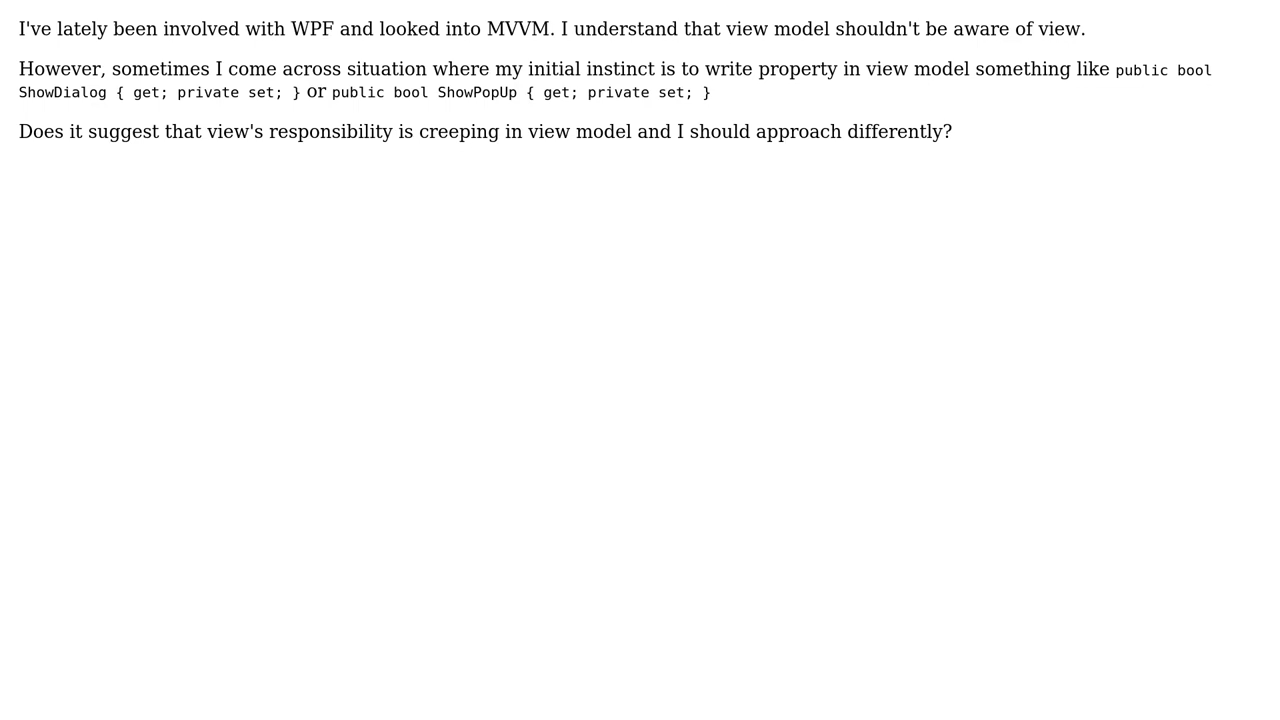 I've lately been involved with WPF and looked into MVVM. I understand that view model shouldn't be aware of view.
However, sometimes I come across situation where my initial instinct is to write property in view model something like public bool
ShowDialog { get; private set; } or public bool ShowPopUp { get; private set; }
Does it suggest that view's responsibility is creeping in view model and I should approach differently?